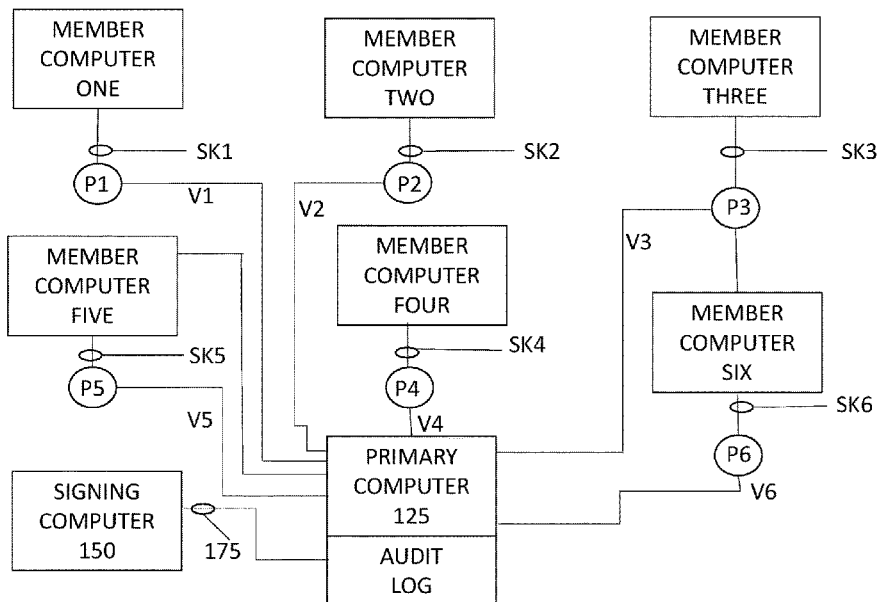 MEMBER
COMPUTER
ONE
MEMBER
COMPUTER
TWO
MEMBER
COMPUTER
THREE
SK1
SK2
SK3
P1
P2
P3
V1
V2
V3
MEMBER
COMPUTER
FIVE
MEMBER
COMPUTER
FOUR
MEMBER
COMPUTER
SIX
SK5
SK4
SK6
P5
P4
P6
V5
V4
V6
SIGNING
COMPUTER
150
175
PRIMARY
COMPUTER
125
AUDIT
LOG